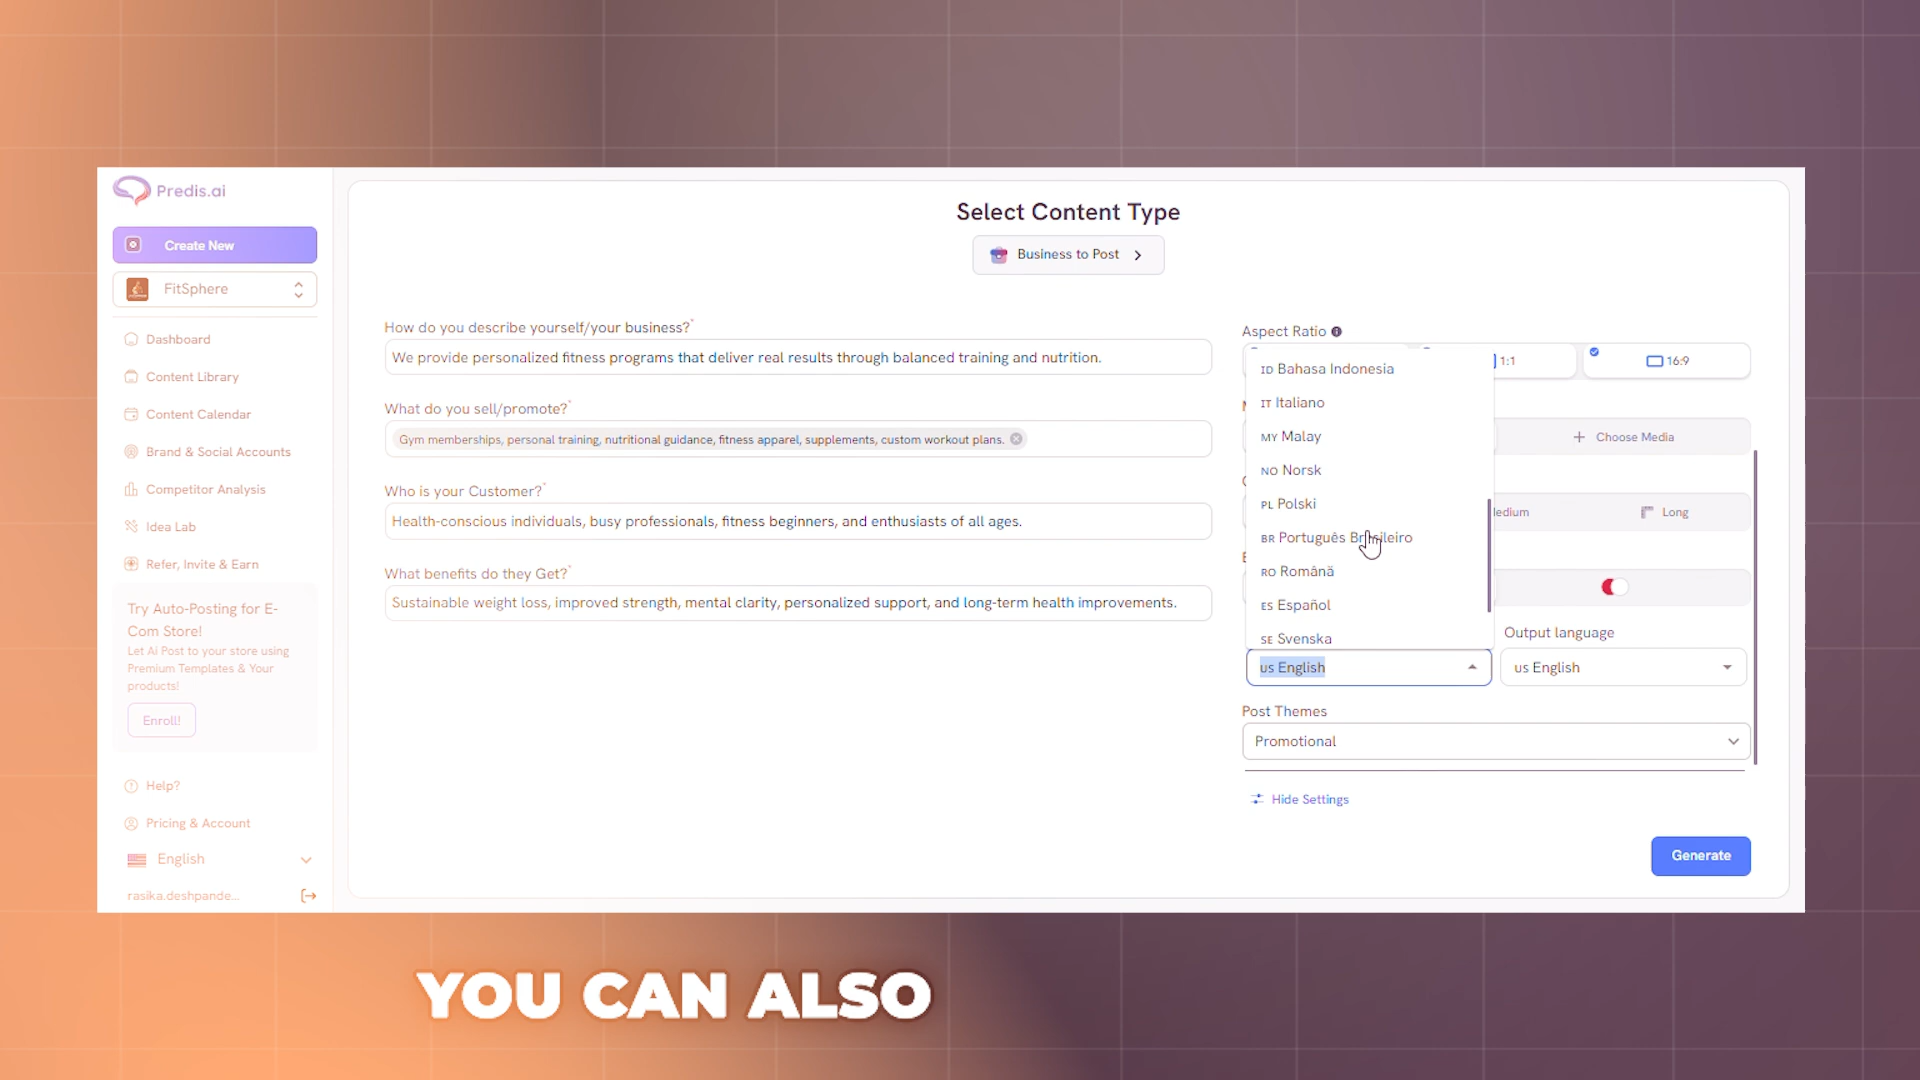 Predis.ai
Create New
FitSphere
Dashboard
Content Library
Content Calendar
Brand & Social Accounts
Competitor Analysis
Idea Lab
Refer, Invite & Earn
Try Auto-Posting for E-
Com Store!
Let Ai Post to your store using
Premium Templates & Your
products!
Enroll!
Help?
Pricing & Account
English
rasika.deshpande...
Select Content Type
Business to Post
How do you describe yourself/your business?*
We provide personalized fitness programs that deliver real results through balanced training and nutrition.
What do you sell/promote?*
Gym memberships, personal training, nutritional guidance, fitness apparel, supplements, custom workout plans.
Who is your Customer?*
Health-conscious individuals, busy professionals, fitness beginners, and enthusiasts of all ages.
What benefits do they Get?*
Sustainable weight loss, improved strength, mental clarity, personalized support, and long-term health improvements.
Aspect Ratio
1:1
16:9
ID Bahasa Indonesia
IT Italiano
MY Malay
NO Norsk
PL Polski
BR Português Brasileiro
RO Română
ES Español
SE Svenska
Choose Media
Long
Output language
US English
US English
Post Themes
Promotional
Hide Settings
Generate
YOU CAN ALSO